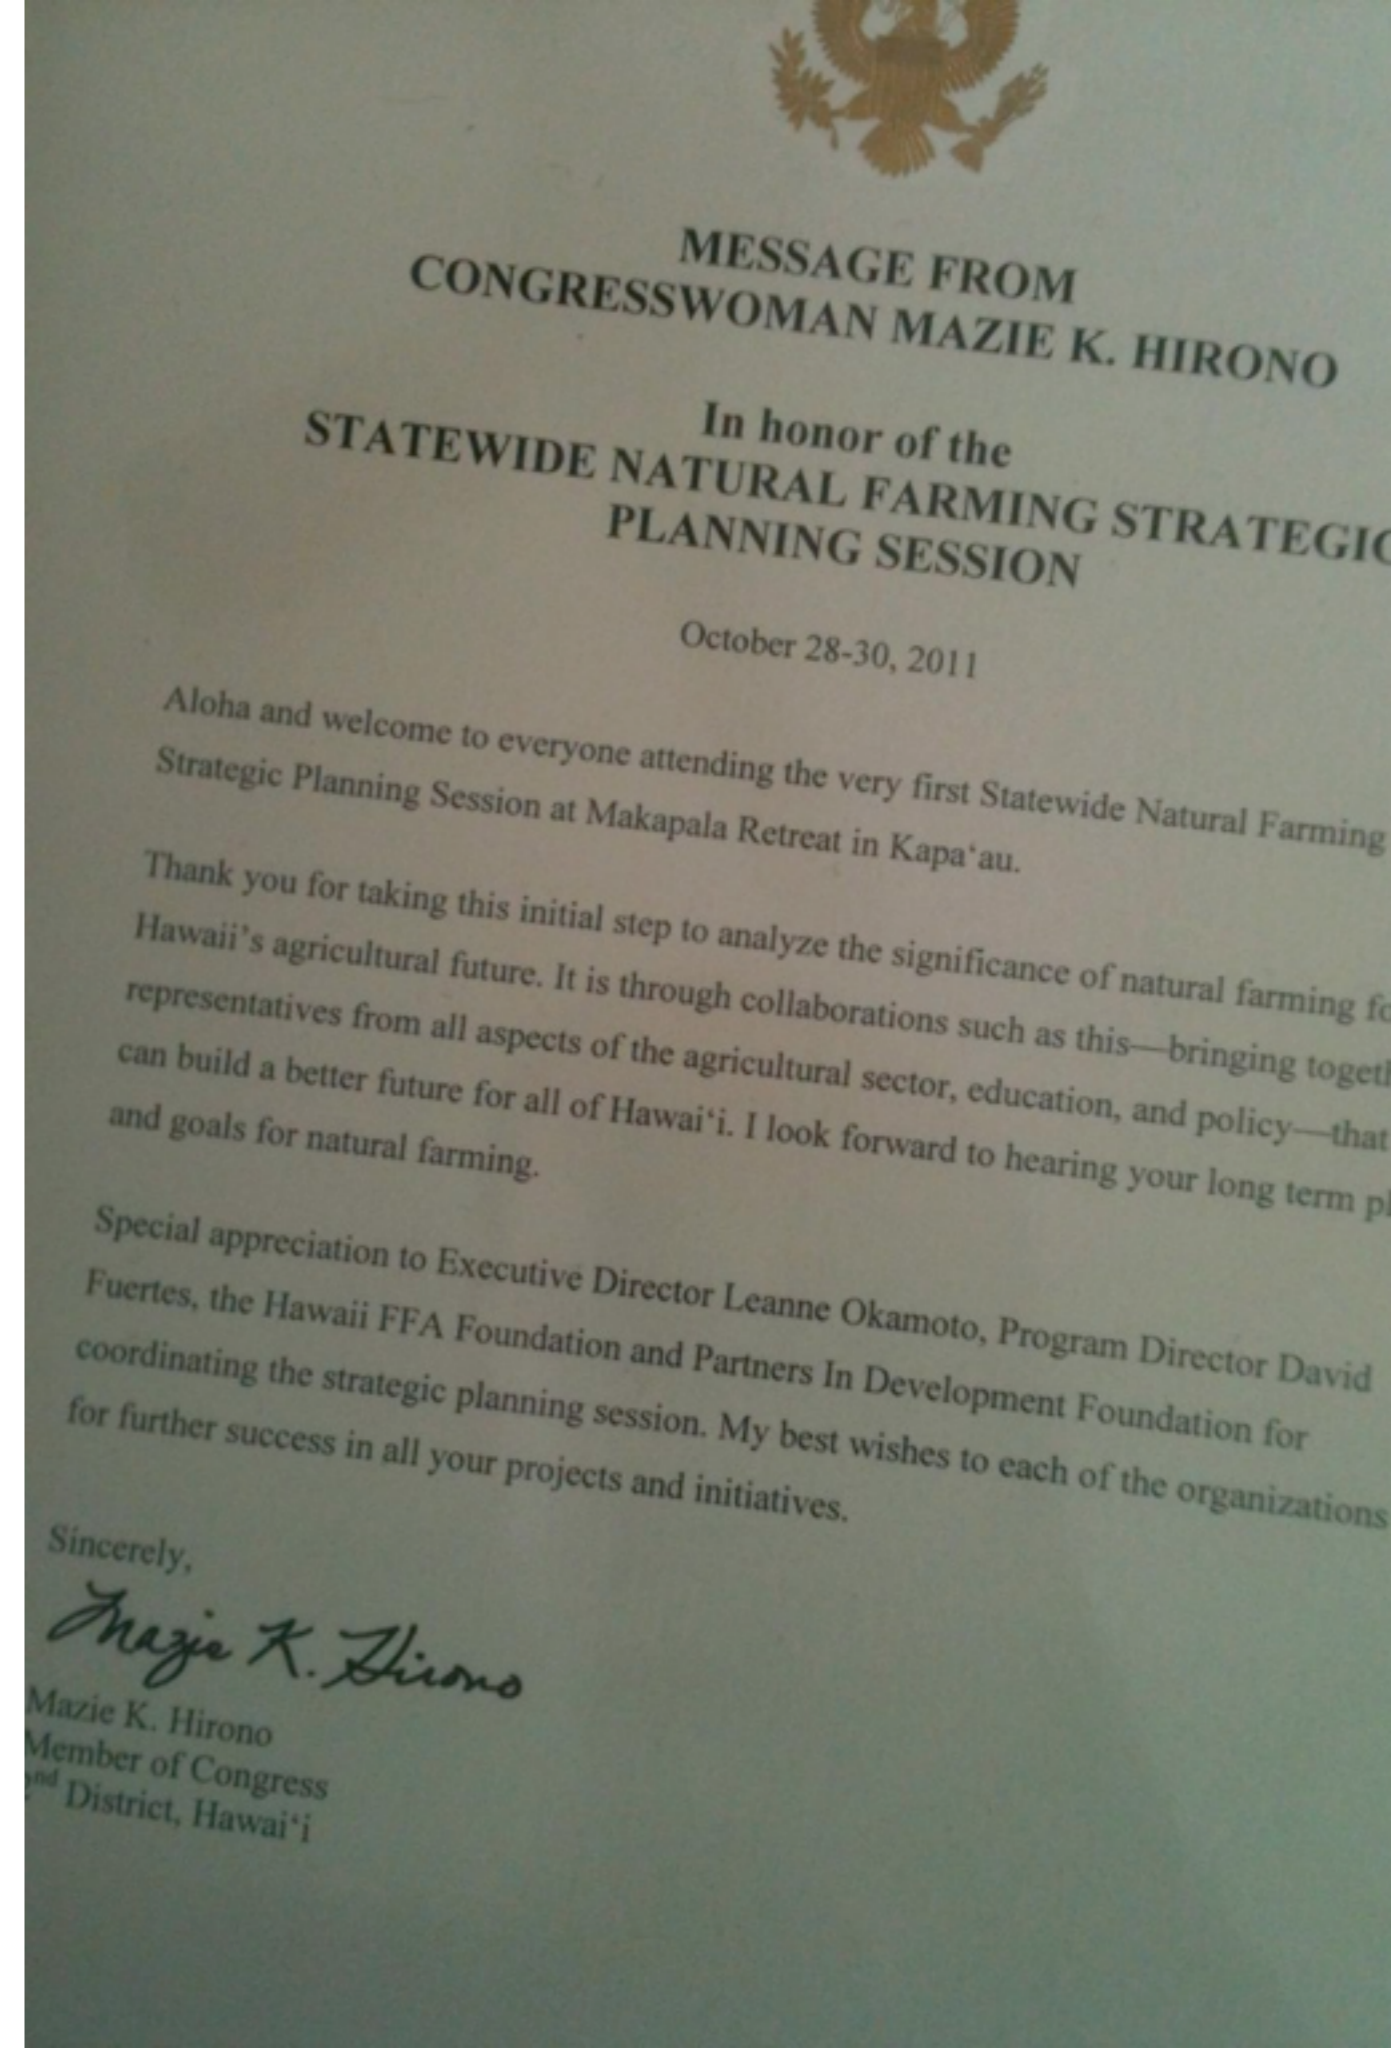 MESSAGE FROM
CONGRESSWOMAN MAZIE K. HIRONO
In honor of the
STATEWIDE NATURAL FARMING STRATEGIC
PLANNING SESSION
October 28-30, 2011
Aloha and welcome to everyone attending the very first Statewide Natural Farming
Strategic Planning Session at Makapala Retreat in Kapa‘au.
Thank you for taking this initial step to analyze the significance of natural farming
Hawaii’s agricultural future. It is through collaborations such as this—bringing
representatives from all aspects of the agricultural sector, education, and policy—that
can build a better future for all of Hawai‘i. I look forward to hearing your long term
and goals for natural farming.
Special appreciation to Executive Director Leanne Okamoto, Program Director David
Fuertes, the Hawaii FFA Foundation and Partners In Development Foundation for
coordinating the strategic planning session. My best wishes to each of the organizations
for further success in all your projects and initiatives.
Sincerely,
Mazie K. Hirono
Mazie K. Hirono
Member of Congress
2nd District, Hawai‘i